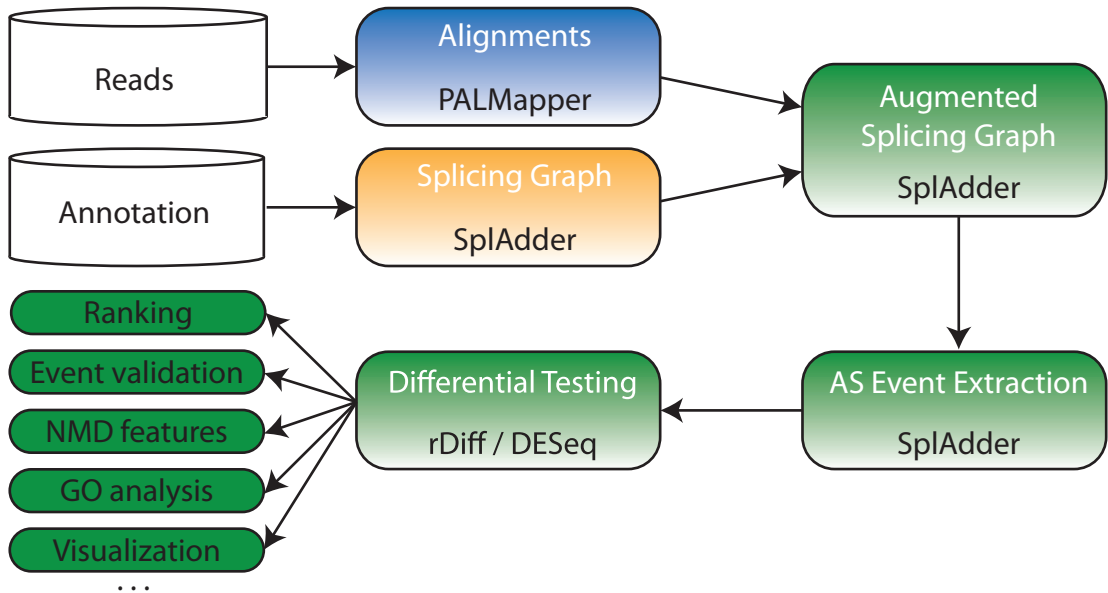 Reads
Alignments
PALMapper
Augmented
Splicing Graph
SplAdder
Annotation
Splicing Graph
SplAdder
Ranking
Event validation
NMD features
GO analysis
Visualization
...
Differential Testing
rDiff / DESeq
AS Event Extraction
SplAdder